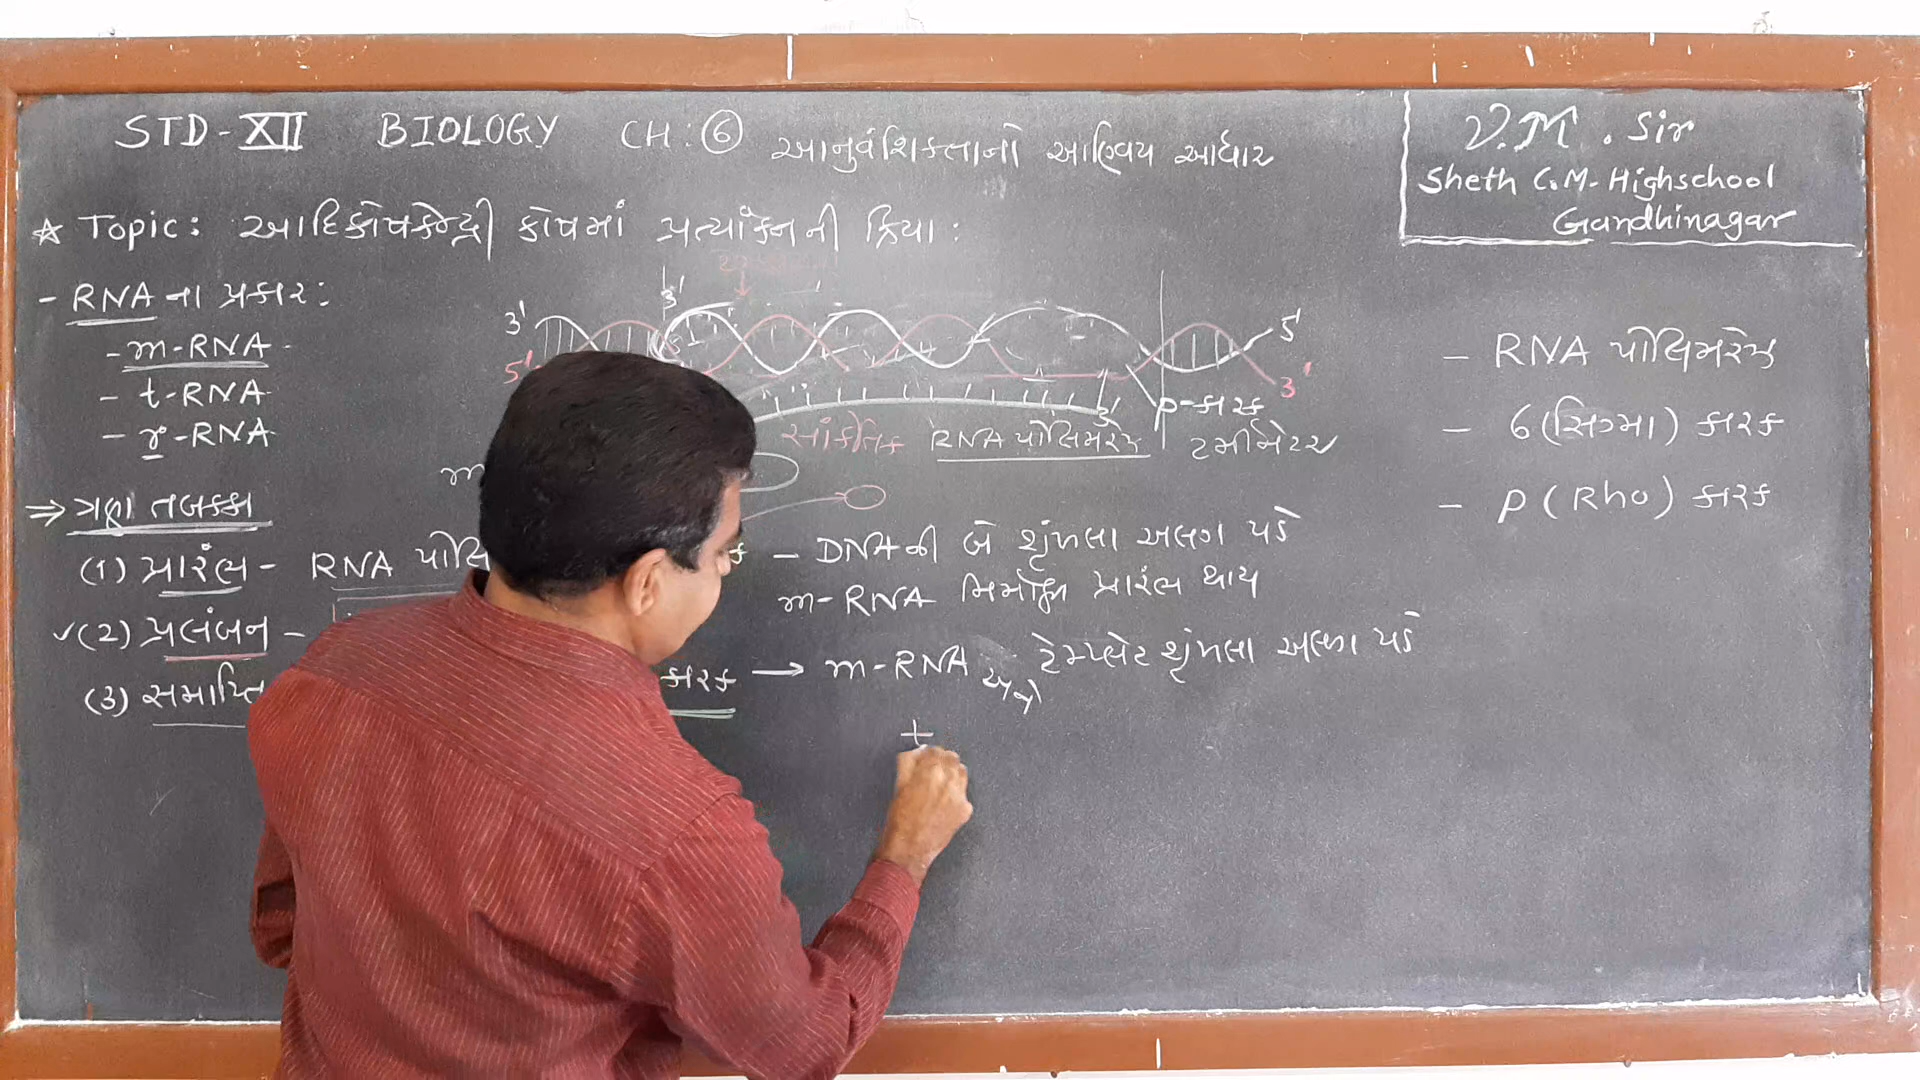 STD-XII BIOLOGY CH: 6 આનુવંશિકતાનો આણ્વિય આધાર
V.M. Sir
Sheth C.M. Highschool
Gandhinagar
☆ Topic: આદિકોષકેન્દ્રી કોષમાં પ્રત્યાંકનની ક્રિયા:
- RNA ના પ્રકાર:
- m-RNA
- t-RNA
- r-RNA
3' 3' 5'
5' 3'
3' ρ-કારક
સાંકેતિક RNA પોલિમરેઝ ટર્મીનેટર
- RNA પોલિમરેઝ
- σ (સિગ્મા) કારક
- ρ (Rho) કારક
⇒ ત્રણ તબક્કા
(1) પ્રારંભ - RNA પોલિ - DNA ની બે શૃંખલા અલગ પડે
m-RNA નિર્માણ પ્રારંભ થાય
✓(2) પ્રલંબન -
(3) સમાપ્તિ કારક → m-RNA અને ટેમ્પ્લેટ શૃંખલા અલગ પડે
+